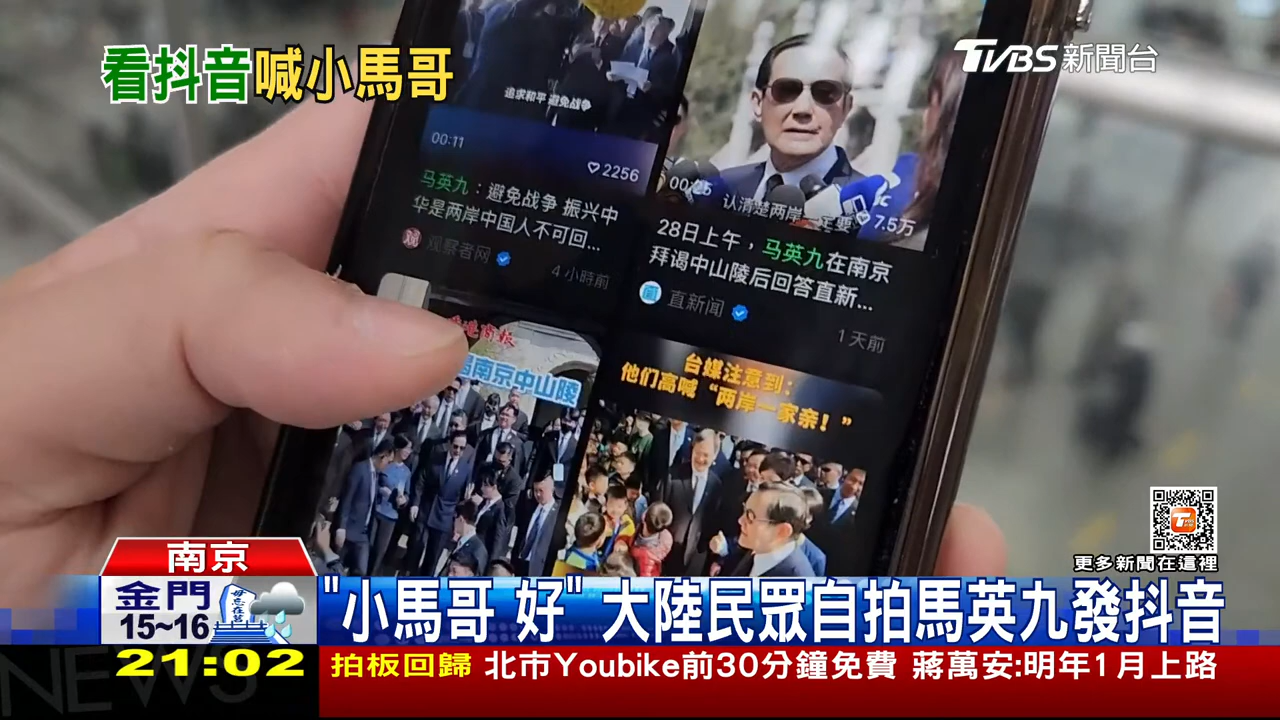 看抖音喊小馬哥
TVBS新聞台
追求和平 避免战争
00:11
2256
马英九：避免战争 振兴中
华是两岸中国人不可回...
观察者网
4 小時前
00:25
认清楚两岸一定要
7.5万
28日上午，马英九在南京
拜谒中山陵后回答直新...
直新闻
1 天前
南京中山陵
台媒注意到：
他们高喊“两岸一家亲！”
更多新聞在這裡
南京
金門
15~16
21:02
"小馬哥 好" 大陸民眾自拍馬英九發抖音
拍板回歸 北市Youbike前30分鐘免費 蔣萬安:明年1月上路
NEWS